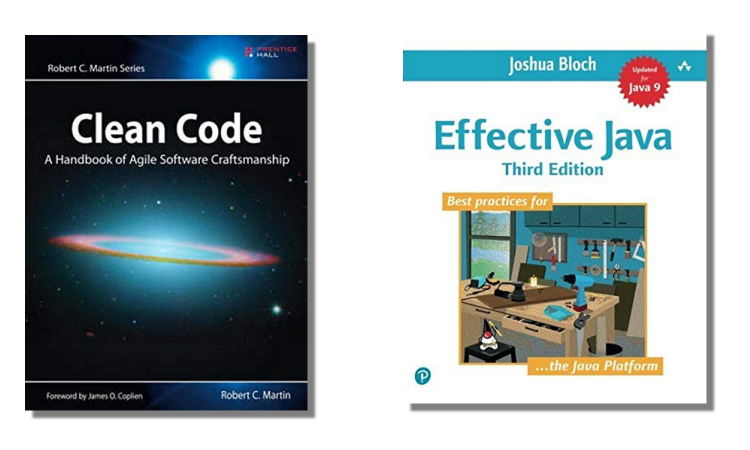 PRENTICE
HALL
Robert C. Martin Series
Clean Code
A Handbook of Agile Software Craftsmanship
Foreword by James O. Coplien
Robert C. Martin
Joshua Bloch
Updated
for
Java 9
Effective Java
Third Edition
Best practices for
...the Java Platform
P